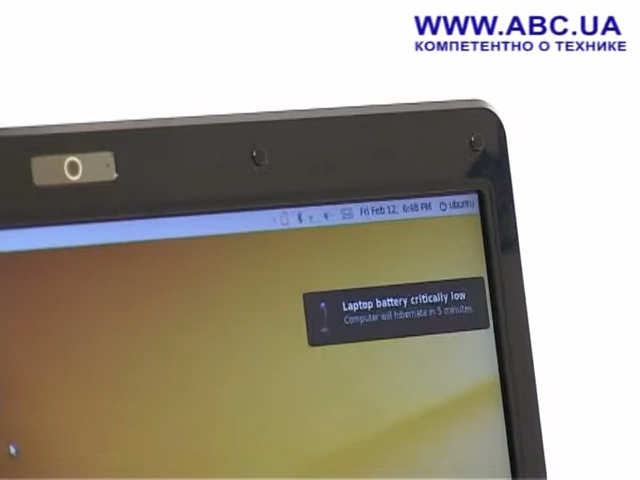 WWW.ABC.UA
КОМПЕТЕНТНО О ТЕХНИКЕ
Fri Feb 12, 6:48 PM ubuntu
Laptop battery critically low
Computer will hibernate in 5 minutes.